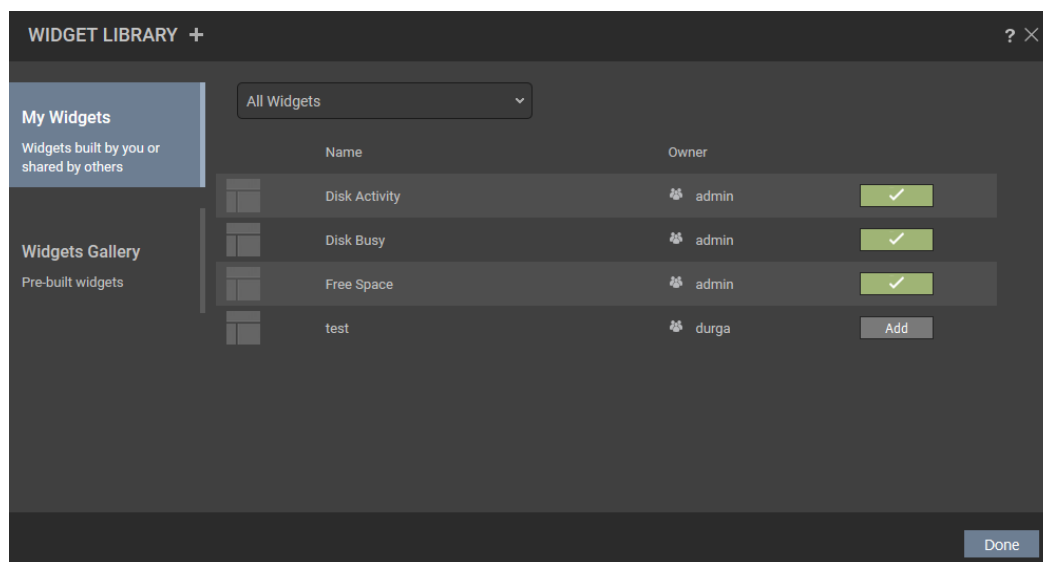 WIDGET LIBRARY +
?
My Widgets
Widgets built by you or
shared by others
Widgets Gallery
Pre-built widgets
All Widgets
Name Owner
Disk Activity admin
Disk Busy admin
Free Space admin
test durga Add
Done